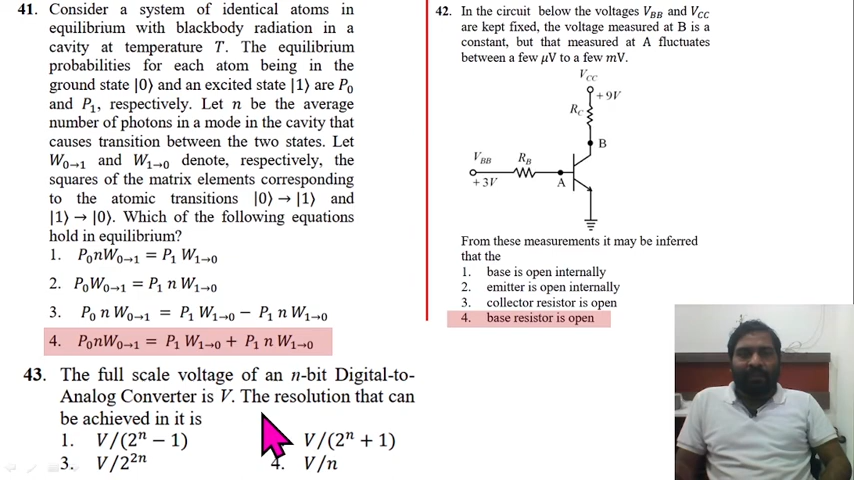 41. Consider a system of identical atoms in
equilibrium with blackbody radiation in a
cavity at temperature T. The equilibrium
probabilities for each atom being in the
ground state |0⟩ and an excited state |1⟩ are P₀
and P₁, respectively. Let n be the average
number of photons in a mode in the cavity that
causes transition between the two states. Let
W₀→₁ and W₁→₀ denote, respectively, the
squares of the matrix elements corresponding
to the atomic transitions |0⟩ → |1⟩ and
|1⟩ → |0⟩. Which of the following equations
hold in equilibrium?
1. P₀nW₀→₁ = P₁ W₁→₀
2. P₀W₀→₁ = P₁ n W₁→₀
3. P₀ n W₀→₁ = P₁ W₁→₀ − P₁ n W₁→₀
4. P₀nW₀→₁ = P₁ W₁→₀ + P₁ n W₁→₀
43. The full scale voltage of an n-bit Digital-to-
Analog Converter is V. The resolution that can
be achieved in it is
1. V/(2ⁿ − 1) V/(2ⁿ + 1)
3. V/2²ⁿ 4. V/n
42. In the circuit below the voltages V_BB and V_CC
are kept fixed, the voltage measured at B is a
constant, but that measured at A fluctuates
between a few μV to a few mV.
V_CC
+9V
R_C
B
V_BB R_B
+3V A
From these measurements it may be inferred
that the
1. base is open internally
2. emitter is open internally
3. collector resistor is open
4. base resistor is open